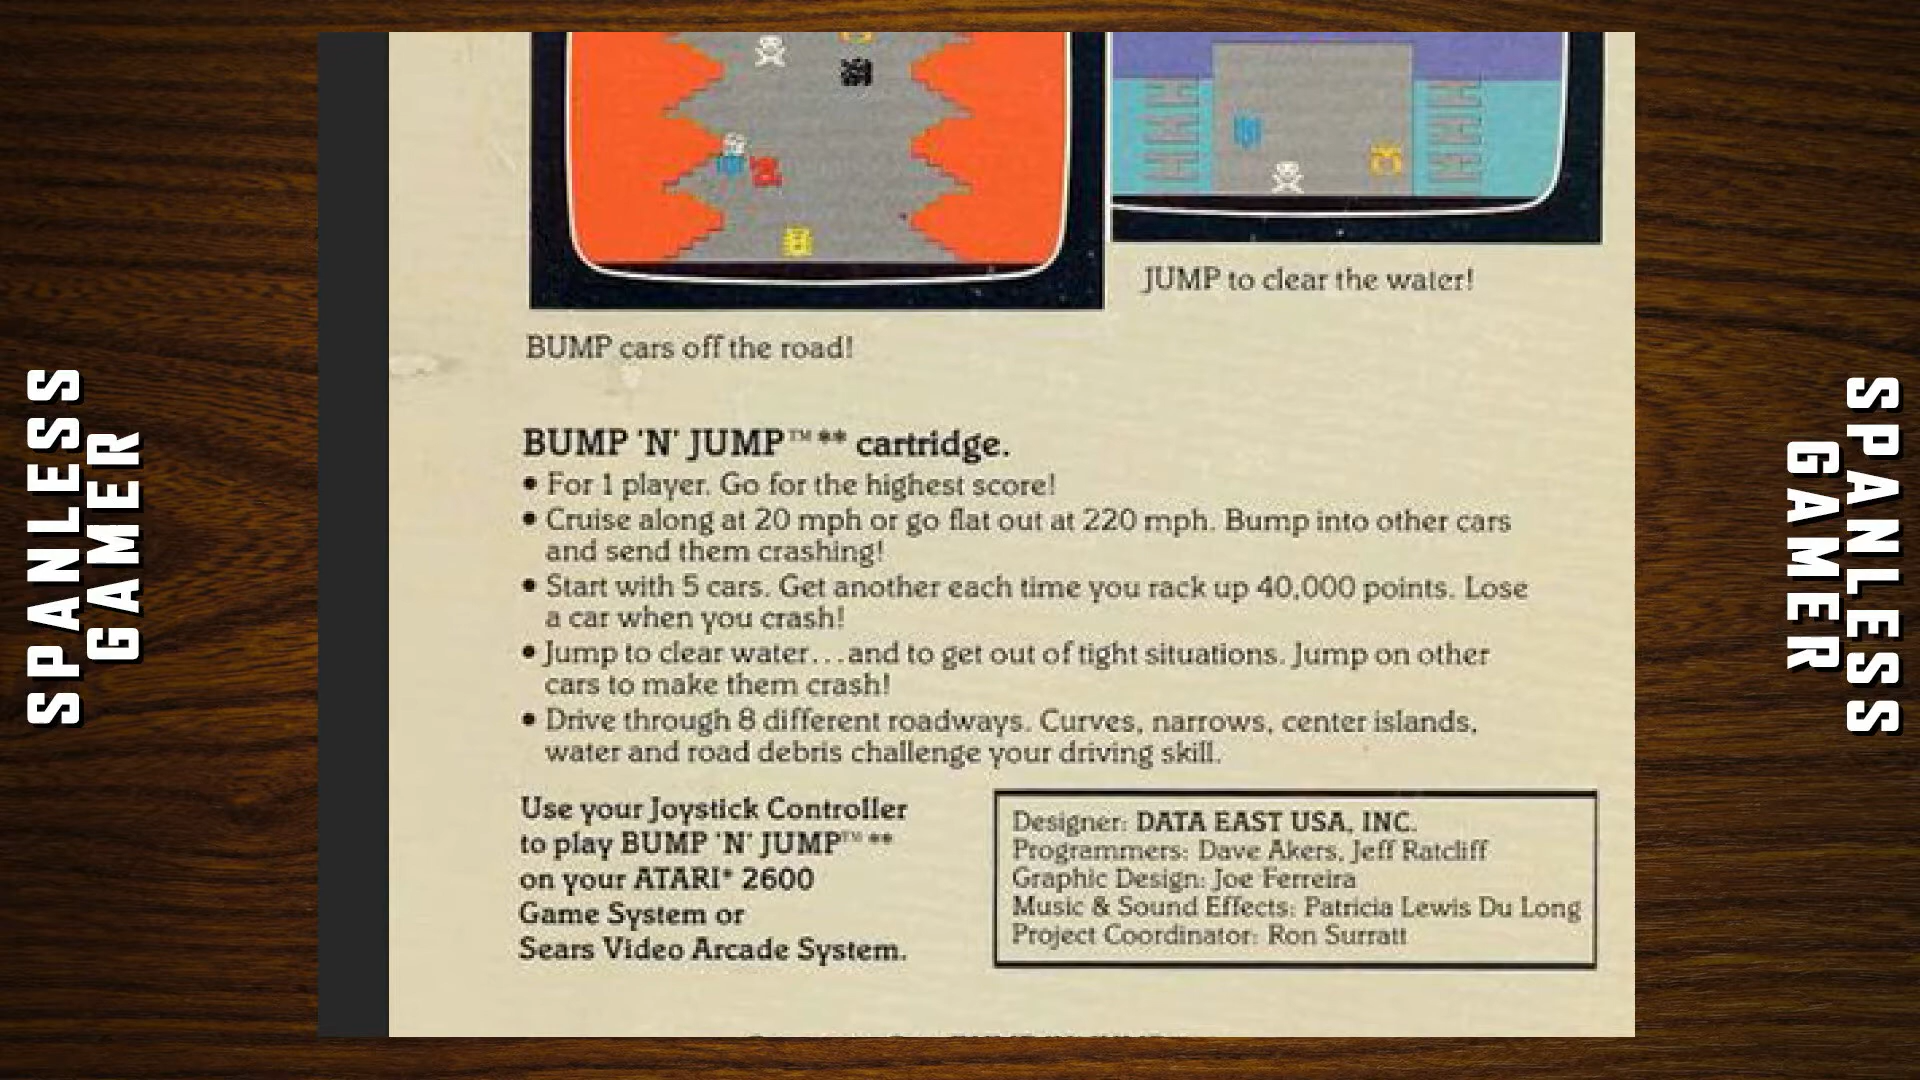 SPANLESS
GAMER
JUMP to clear the water!
BUMP cars off the road!
BUMP 'N' JUMP™** cartridge.
• For 1 player. Go for the highest score!
• Cruise along at 20 mph or go flat out at 220 mph. Bump into other cars
and send them crashing!
• Start with 5 cars. Get another each time you rack up 40,000 points. Lose
a car when you crash!
• Jump to clear water...and to get out of tight situations. Jump on other
cars to make them crash!
• Drive through 8 different roadways. Curves, narrows, center islands,
water and road debris challenge your driving skill.
Use your Joystick Controller
to play BUMP 'N' JUMP™**
on your ATARI® 2600
Game System or
Sears Video Arcade System.
Designer: DATA EAST USA, INC.
Programmers: Dave Akers, Jeff Ratcliff
Graphic Design: Joe Ferreira
Music & Sound Effects: Patricia Lewis Du Long
Project Coordinator: Ron Surratt
SPANLESS
GAMER